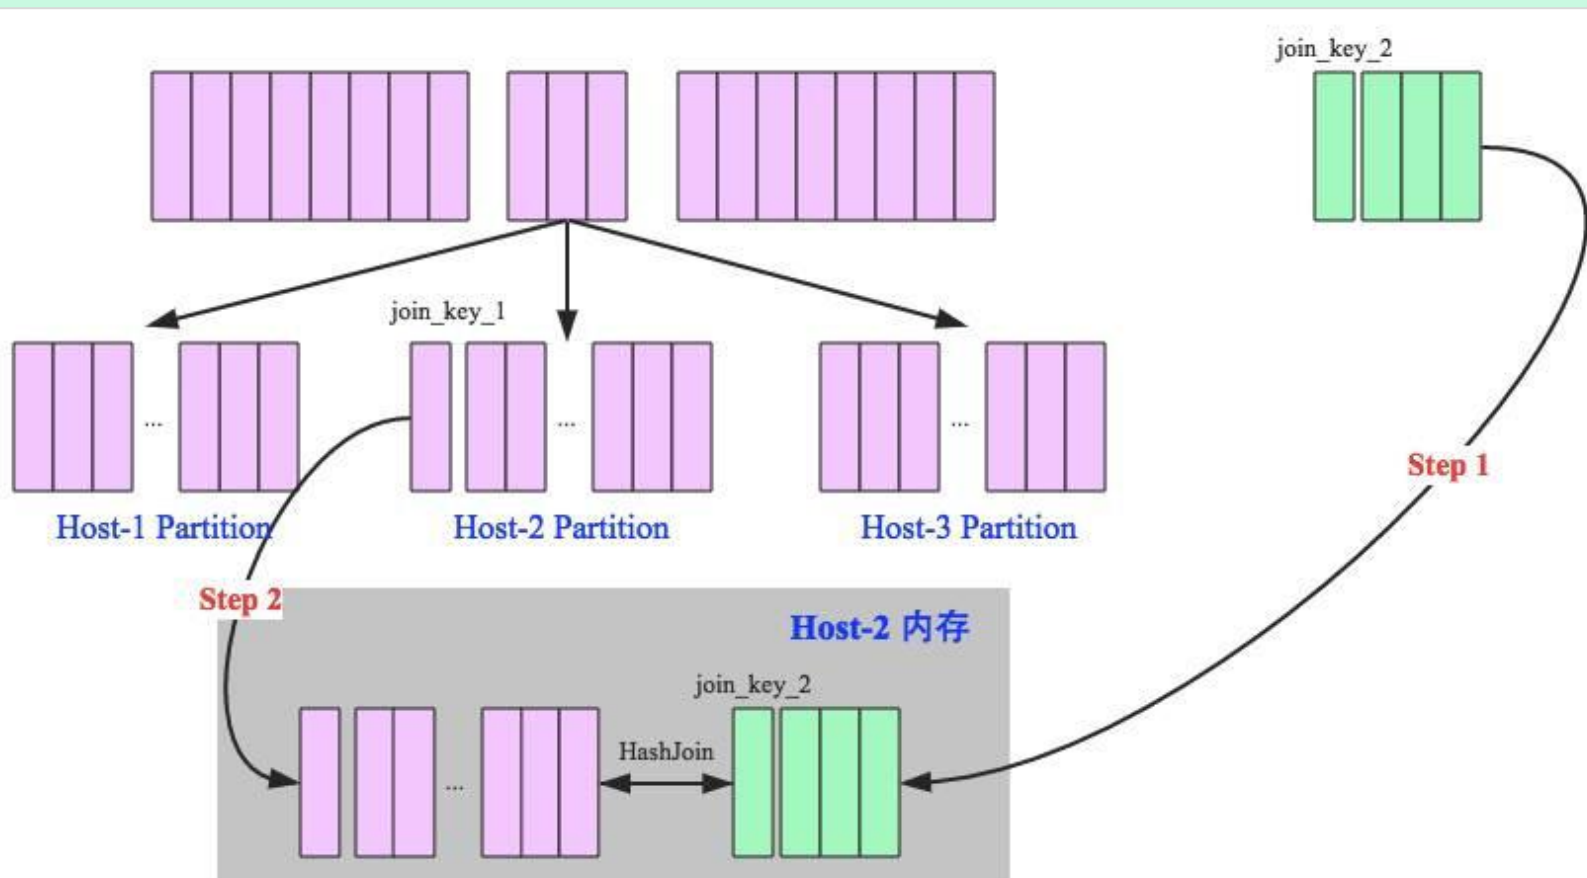 join_key_2
join_key_1
...
...
...
Step 1
Host-1 Partition
Host-2 Partition
Host-3 Partition
Step 2
Host-2 内存
join_key_2
HashJoin
...